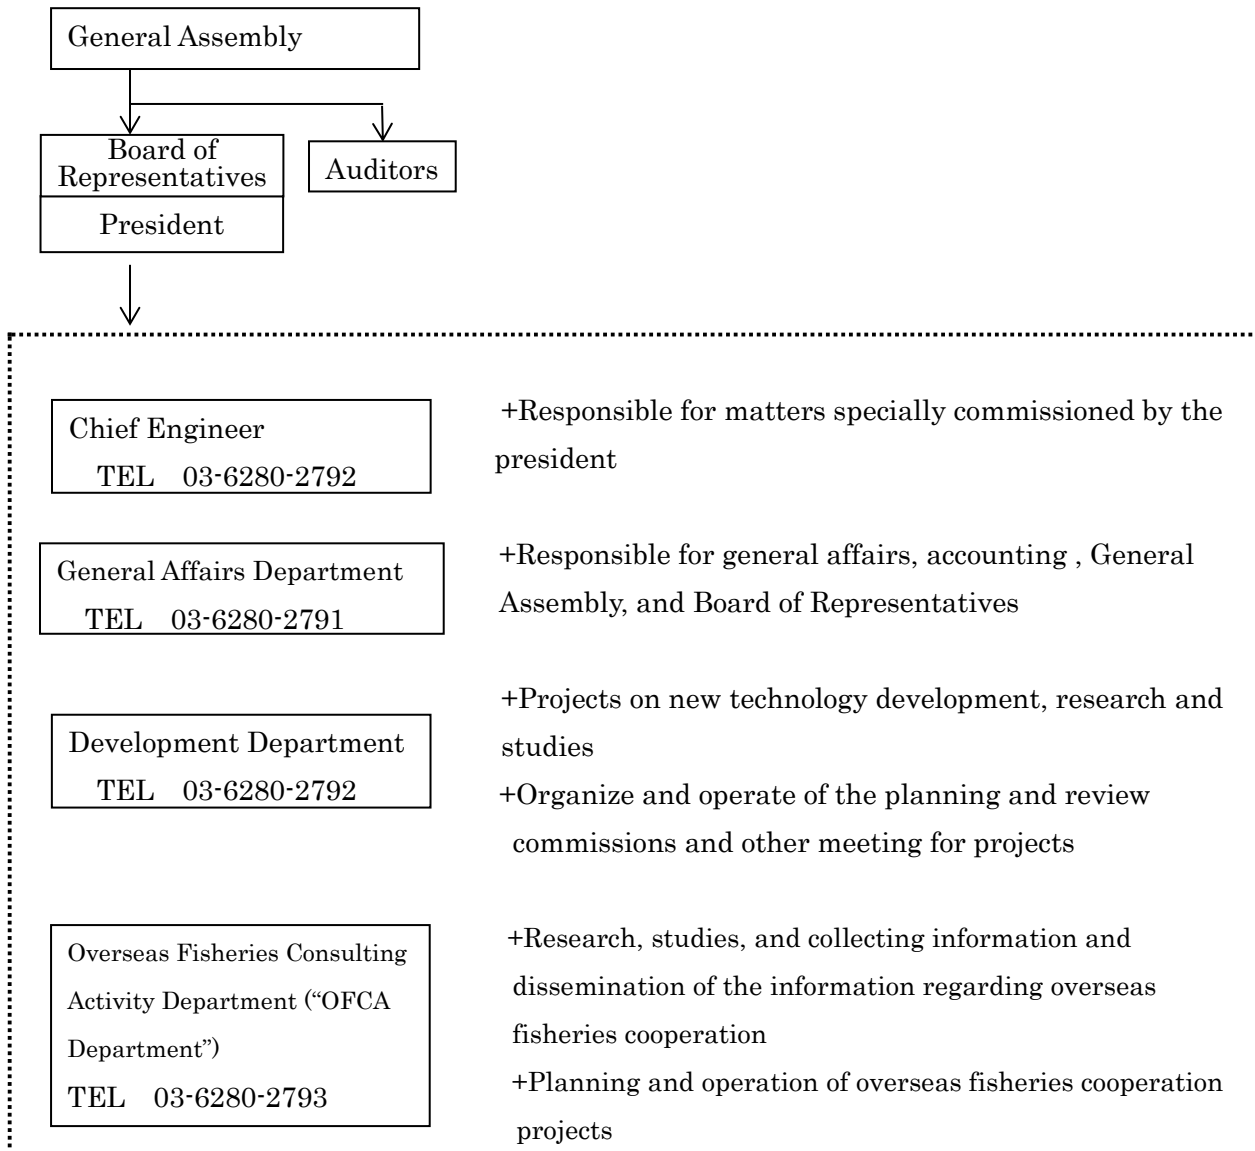 General Assembly
Board of
Representatives
Auditors
President
Chief Engineer
TEL 03-6280-2792
+Responsible for matters specially commissioned by the
president
General Affairs Department
TEL 03-6280-2791
+Responsible for general affairs, accounting , General
Assembly, and Board of Representatives
Development Department
TEL 03-6280-2792
+Projects on new technology development, research and
studies
+Organize and operate of the planning and review
commissions and other meeting for projects
Overseas Fisheries Consulting
Activity Department (“OFCA
Department”)
TEL 03-6280-2793
+Research, studies, and collecting information and
dissemination of the information regarding overseas
fisheries cooperation
+Planning and operation of overseas fisheries cooperation
projects